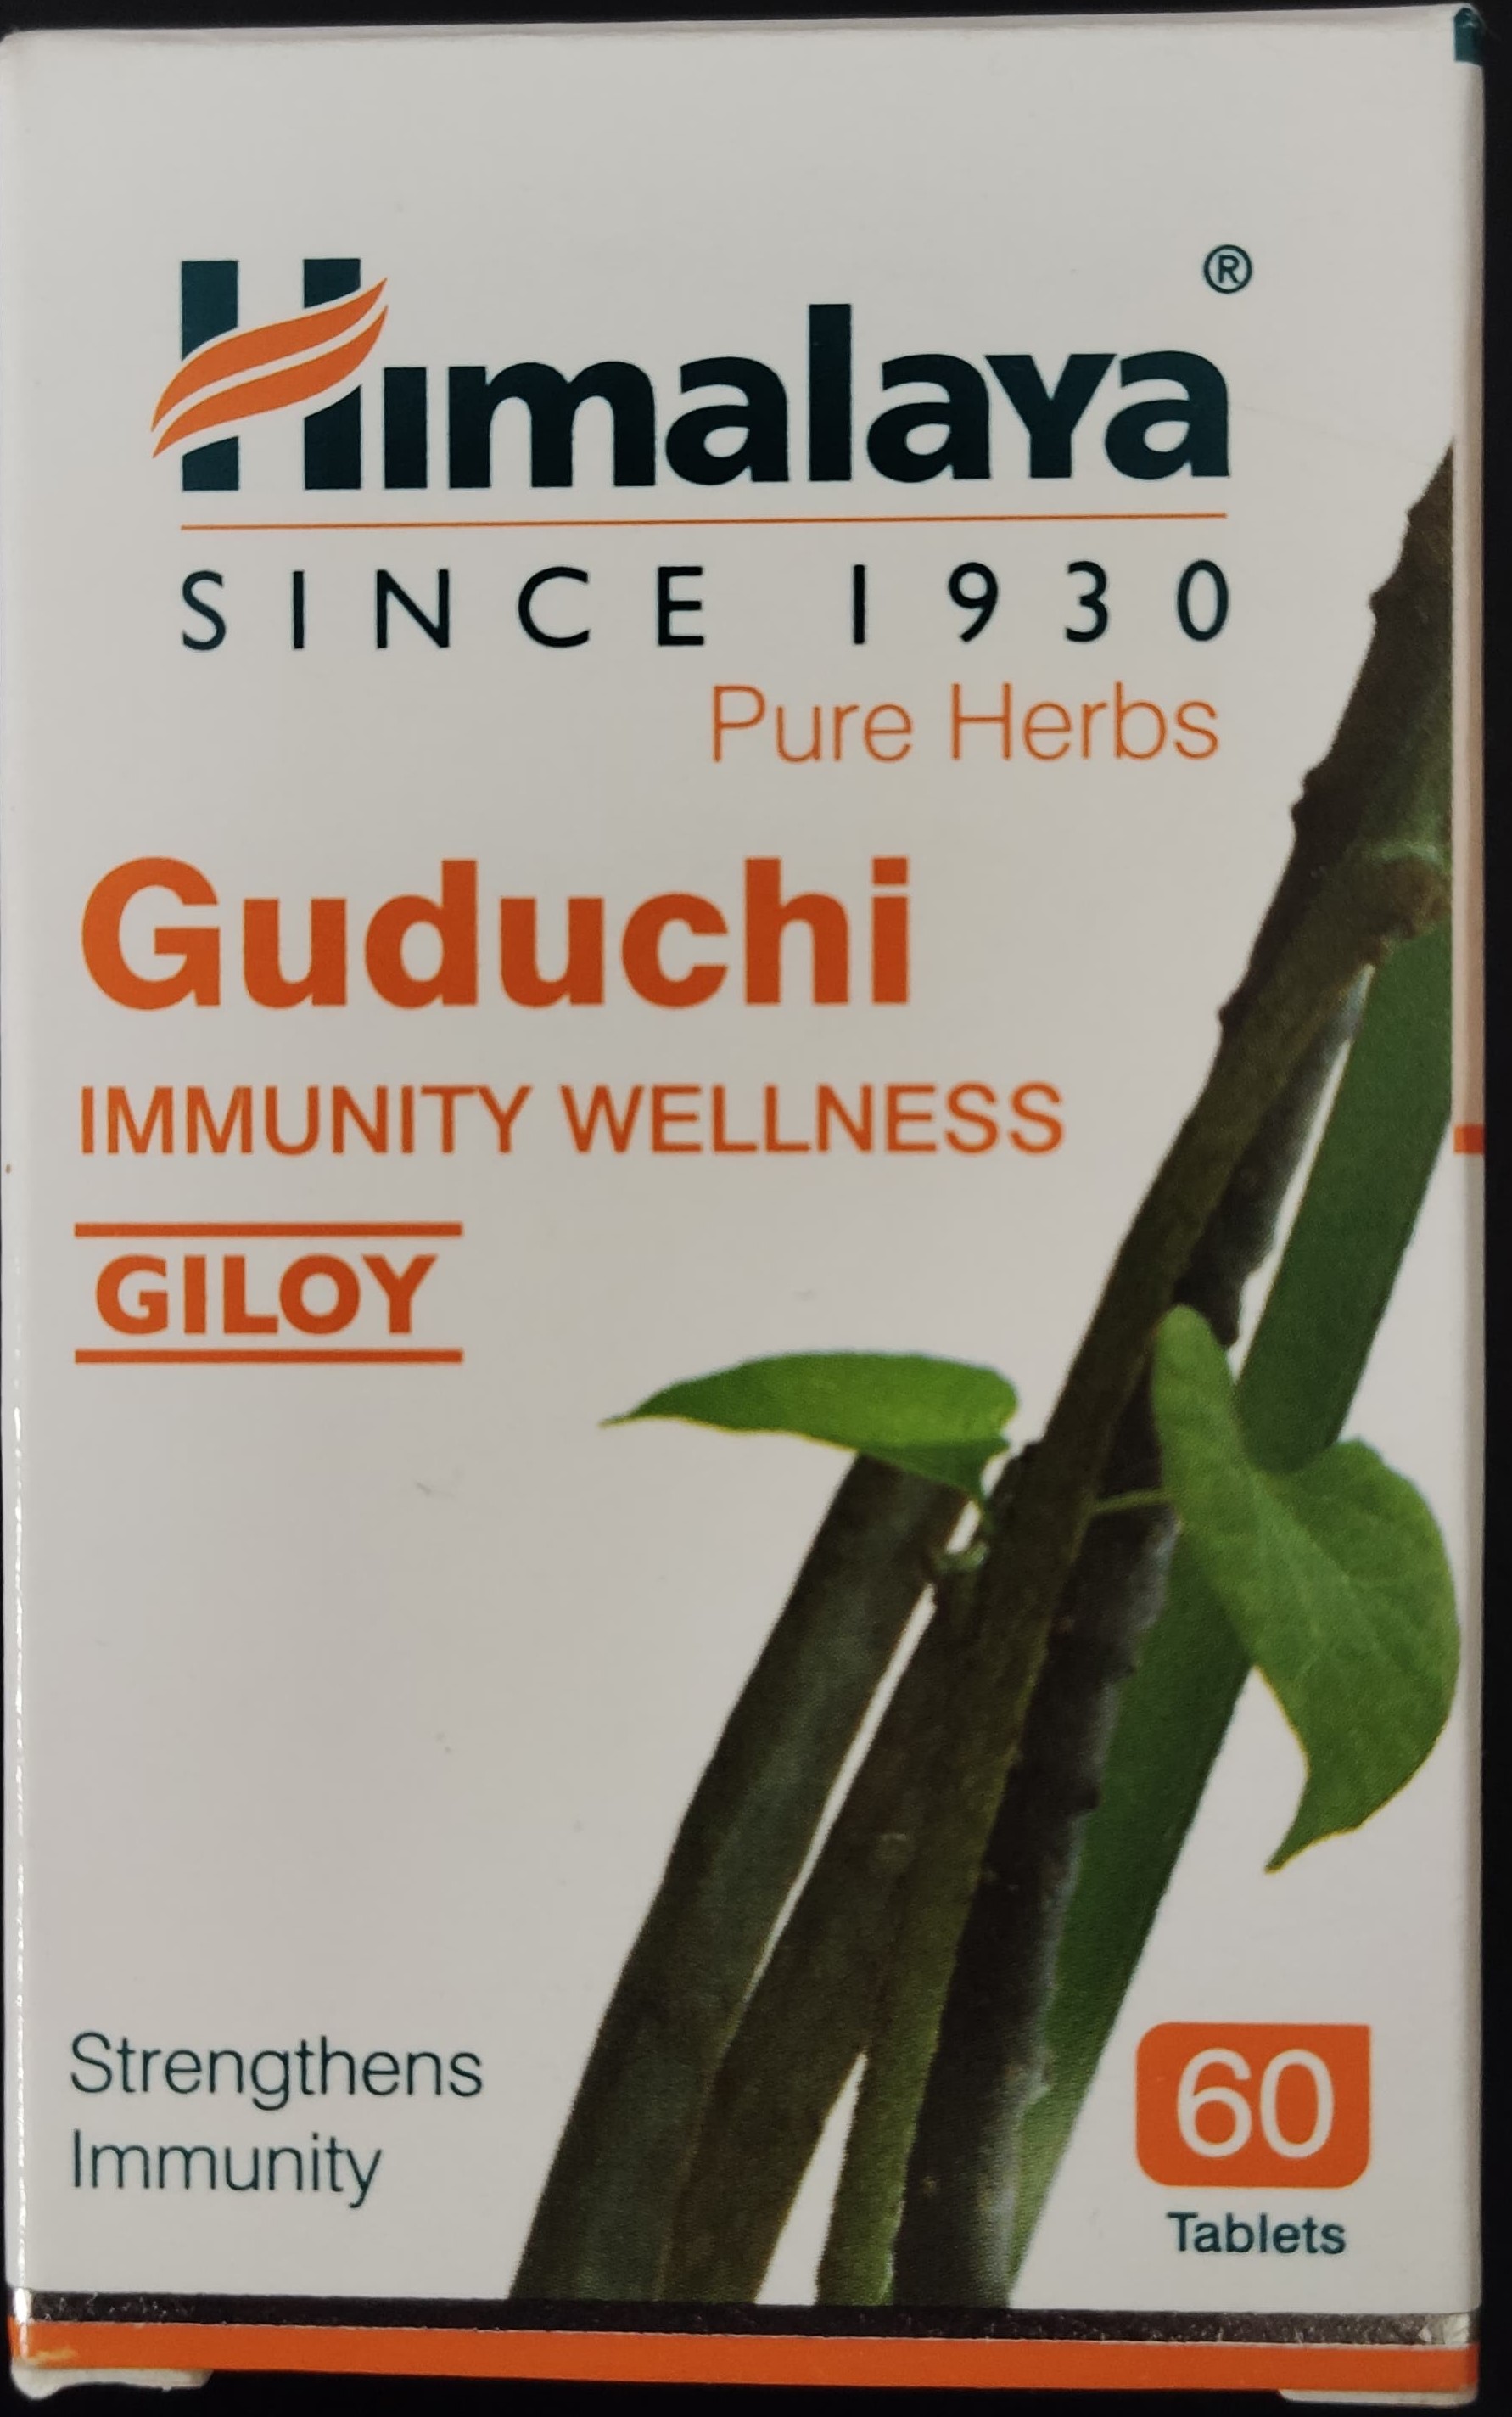 Himalaya®
SINCE 1930
Pure Herbs
Guduchi
IMMUNITY WELLNESS
GILOY
Strengthens
Immunity
60
Tablets